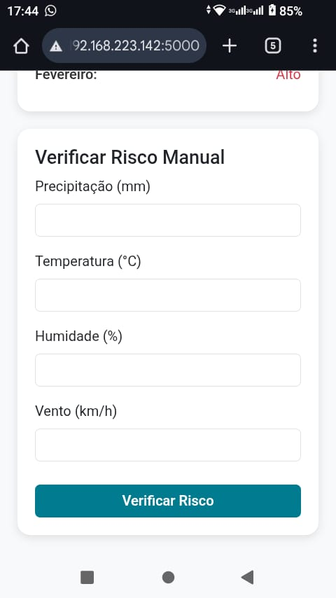 17:44
85%
92.168.223.142:5000
5
Fevereiro:
Alto
Verificar Risco Manual
Precipitação (mm)
Temperatura (°C)
Humidade (%)
Vento (km/h)
Verificar Risco